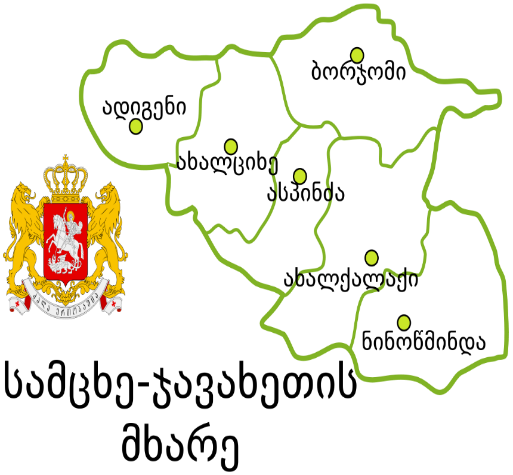 ბორჯომი
ადიგენი
ახალციხე
ასპინძა
ახალქალაქი
ნინოწმინდა
სამცხე-ჯავახეთის
მხარე